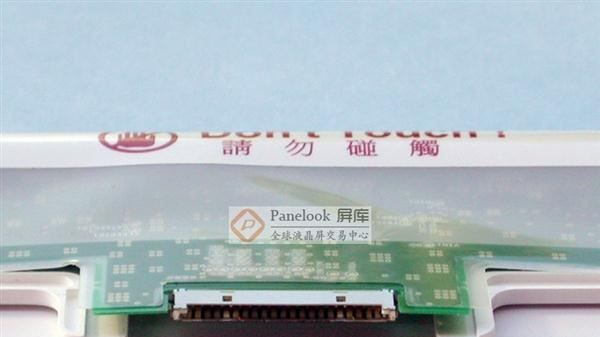 Don't Touch !
請勿碰觸
Panelook 屏库
全球液晶屏交易中心